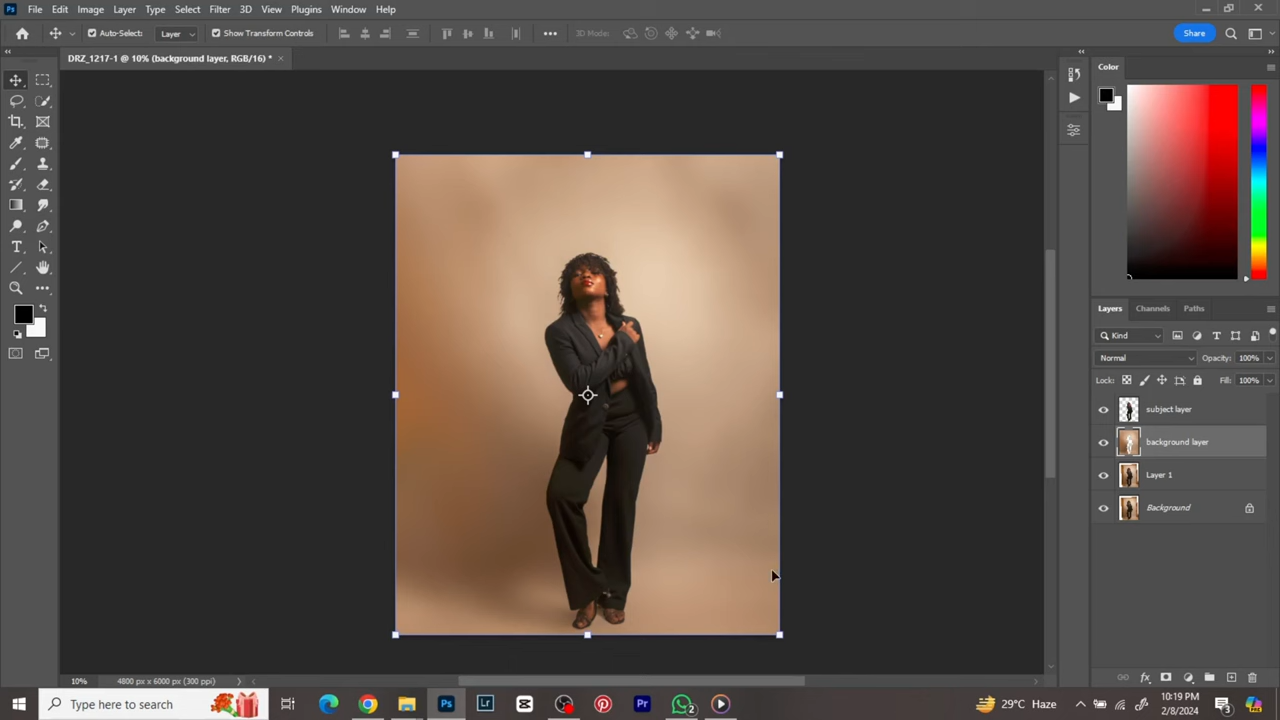 Ps File Edit Image Layer Type Select Filter 3D View Plugins Window Help
Auto-Select: Layer Show Transform Controls 3D Mode: Share
DRZ_1217-1 @ 10% (background layer, RGB/16) *
Color
Layers Channels Paths
Kind
Normal Opacity: 100%
Lock: Fill: 100%
subject layer
background layer
Layer 1
Background
10% 4800 px x 6000 px (300 ppi)
Type here to search
29°C Haze
10:19 PM
2/8/2024